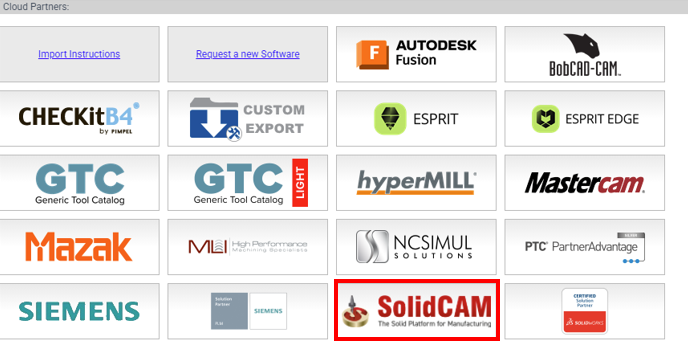 Cloud Partners:
Import Instructions
Request a new Software
AUTODESK
Fusion
BobCAD-CAM
CHECKitB4
by PIMPEL
CUSTOM
EXPORT
ESPRIT
ESPRIT EDGE
GTC
Generic Tool Catalog
GTC
LIGHT
Generic Tool Catalog
hyperMILL
Mastercam
Mazak
MLI
High Performance
Machining Specialists
NCSIMUL
SOLUTIONS
PTC PartnerAdvantage
SIEMENS
Solution
Partner
PLM
SIEMENS
SolidCAM
The Solid Platform for Manufacturing
CERTIFIED
Solution
Partner
SOLIDWORKS